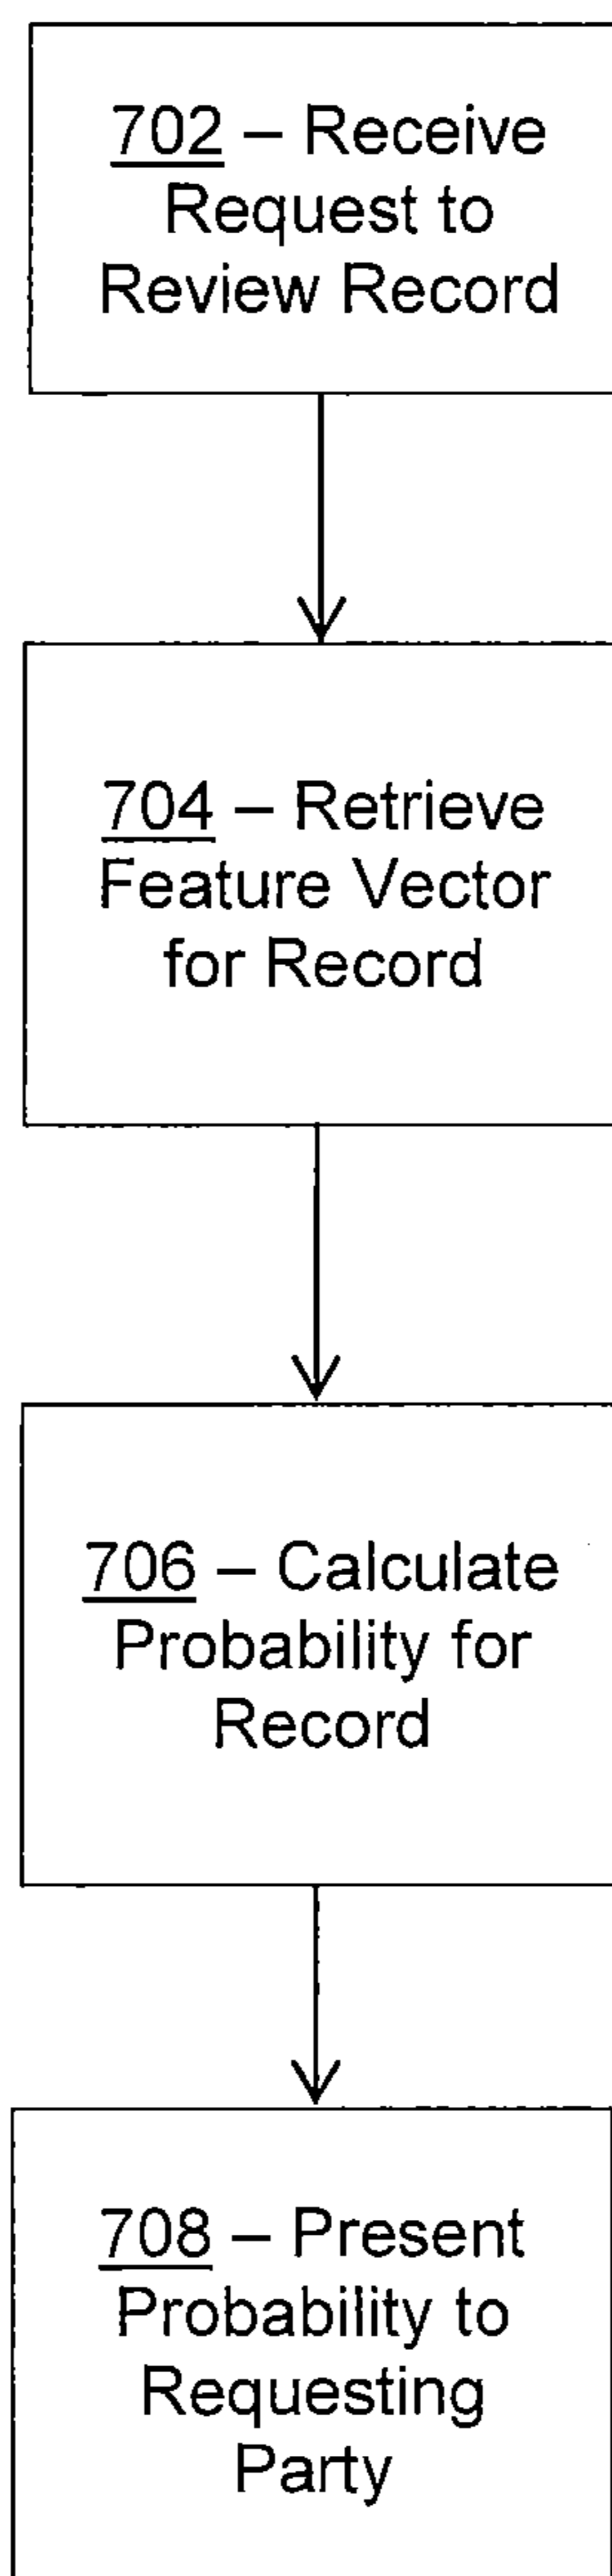 702 – Receive
Request to
Review Record
704 – Retrieve
Feature Vector
for Record
706 – Calculate
Probability for
Record
708 – Present
Probability to
Requesting
Party